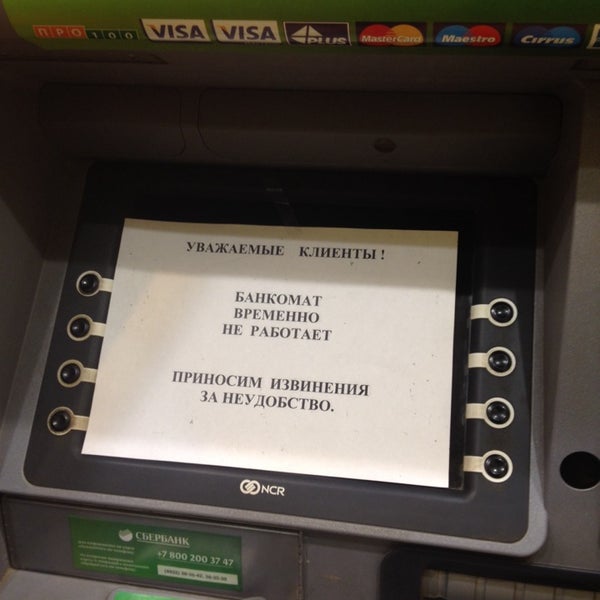 ПРО100 VISA VISA PLUS MasterCard Maestro Cirrus
УВАЖАЕМЫЕ КЛИЕНТЫ!
БАНКОМАТ
ВРЕМЕННО
НЕ РАБОТАЕТ
ПРИНОСИМ ИЗВИНЕНИЯ
ЗА НЕУДОБСТВО.
NCR
СБЕРБАНК
+7 800 200 37 47